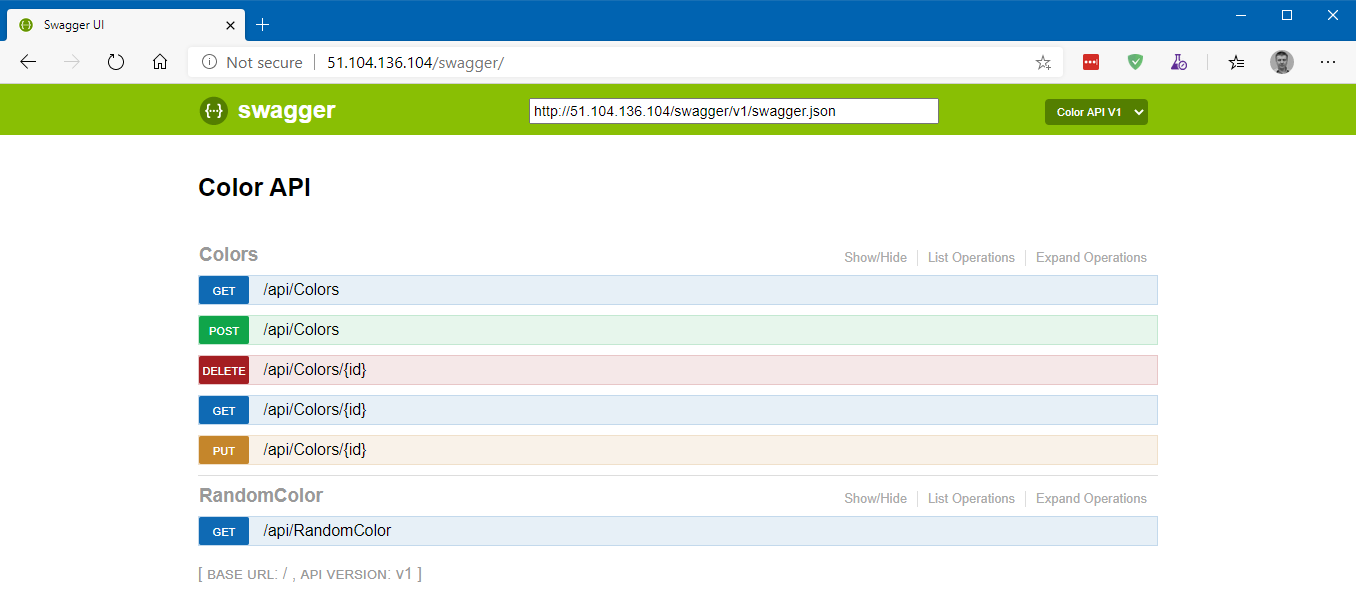 Swagger UI
Not secure 51.104.136.104/swagger/
{··} swagger http://51.104.136.104/swagger/v1/swagger.json Color API V1
Color API
Colors Show/Hide List Operations Expand Operations
GET /api/Colors
POST /api/Colors
DELETE /api/Colors/{id}
GET /api/Colors/{id}
PUT /api/Colors/{id}
RandomColor Show/Hide List Operations Expand Operations
GET /api/RandomColor
[ BASE URL: / , API VERSION: V1 ]